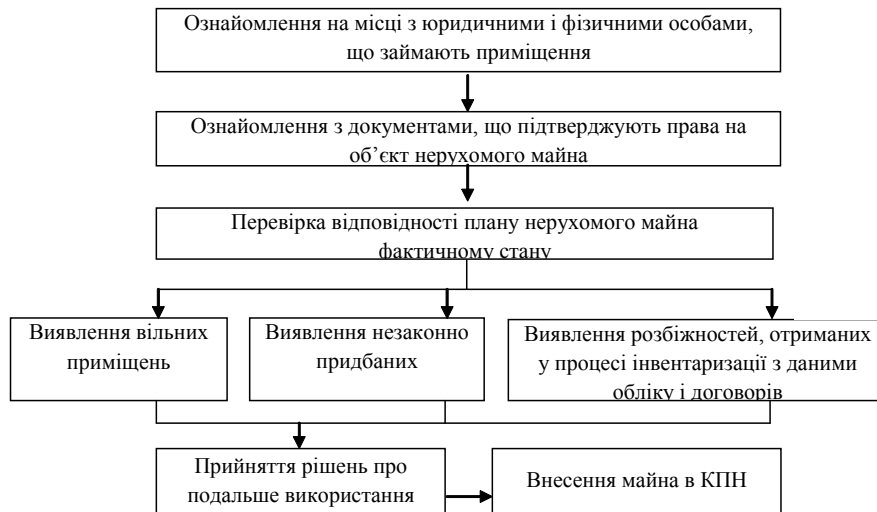 Ознайомлення на місці з юридичними і фізичними особами,
що займають приміщення
Ознайомлення з документами, що підтверджують права на
об’єкт нерухомого майна
Перевірка відповідності плану нерухомого майна
фактичному стану
Виявлення вільних
приміщень
Виявлення незаконно
придбаних
Виявлення розбіжностей, отриманих
у процесі інвентаризації з даними
обліку і договорів
Прийняття рішень про
подальше використання
Внесення майна в КПН